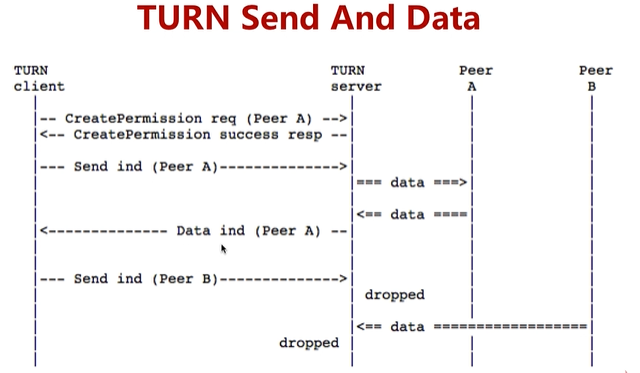 TURN Send And Data
TURN TURN Peer Peer
client server A B
|-- CreatePermission req (Peer A) -->|
|<-- CreatePermission success resp --|
|--- Send ind (Peer A)-------------->|
|=== data ===>|
|<== data ====|
|<-------------- Data ind (Peer A) --|
|--- Send ind (Peer B)-------------->|
dropped
|<== data ==================|
dropped